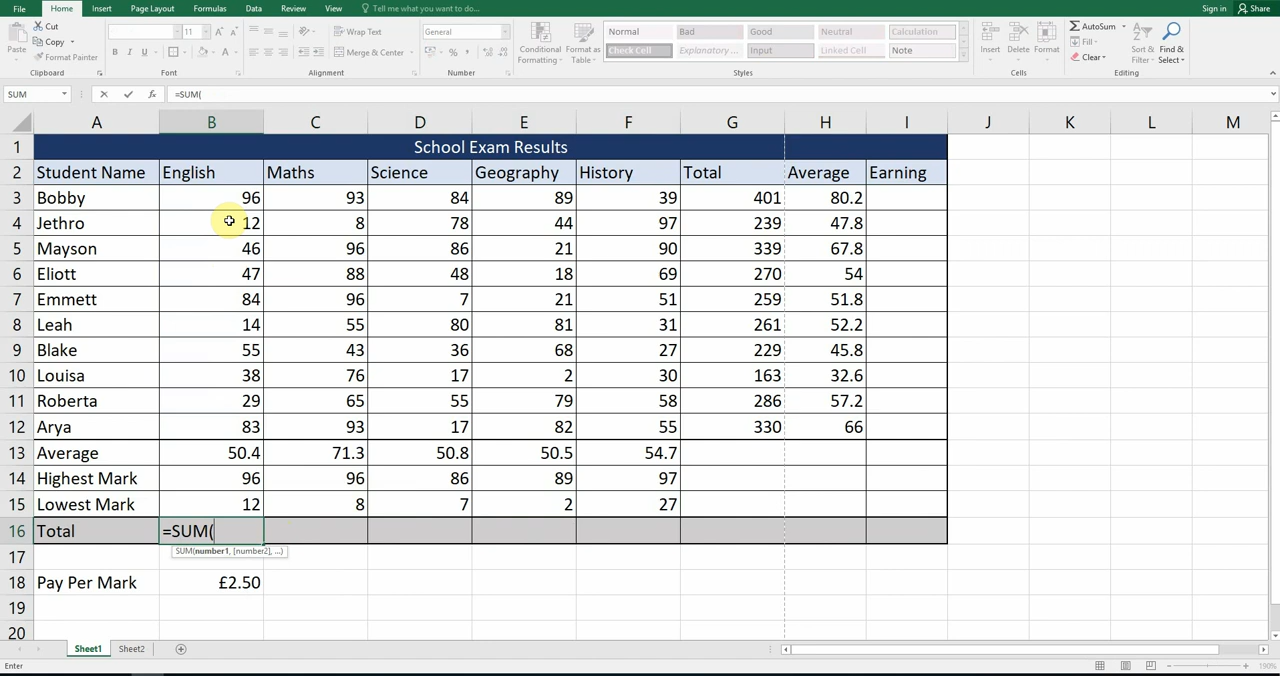 File Home Insert Page Layout Formulas Data Review View Tell me what you want to do... Sign in Share
Cut 11 A A Wrap Text General Normal Bad Good Neutral Calculation AutoSum
Paste Copy B I U A Merge & Center % Conditional Formatting Format as Table Check Cell Explanatory ... Input Linked Cell Note Insert Delete Format Fill Sort & Filter Find & Select
Format Painter Clear
Clipboard Font Alignment Number Styles Cells Editing
SUM fx =SUM(
A B C D E F G H I J K L M
1 School Exam Results
2 Student Name English Maths Science Geography History Total Average Earning
3 Bobby 96 93 84 89 39 401 80.2
4 Jethro 12 8 78 44 97 239 47.8
5 Mayson 46 96 86 21 90 339 67.8
6 Eliott 47 88 48 18 69 270 54
7 Emmett 84 96 7 21 51 259 51.8
8 Leah 14 55 80 81 31 261 52.2
9 Blake 55 43 36 68 27 229 45.8
10 Louisa 38 76 17 2 30 163 32.6
11 Roberta 29 65 55 79 58 286 57.2
12 Arya 83 93 17 82 55 330 66
13 Average 50.4 71.3 50.8 50.5 54.7
14 Highest Mark 96 96 86 89 97
15 Lowest Mark 12 8 7 2 27
16 Total =SUM(
SUM(number1, [number2], ...)
17
18 Pay Per Mark £2.50
19
20
Sheet1 Sheet2
Enter 190%